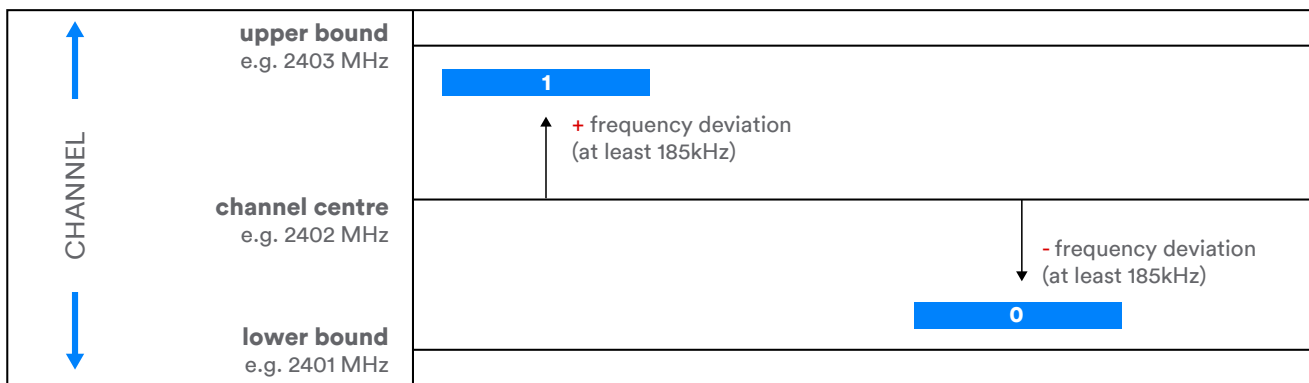 CHANNEL
upper bound
e.g. 2403 MHz
1
+ frequency deviation
(at least 185kHz)
channel centre
e.g. 2402 MHz
- frequency deviation
(at least 185kHz)
0
lower bound
e.g. 2401 MHz